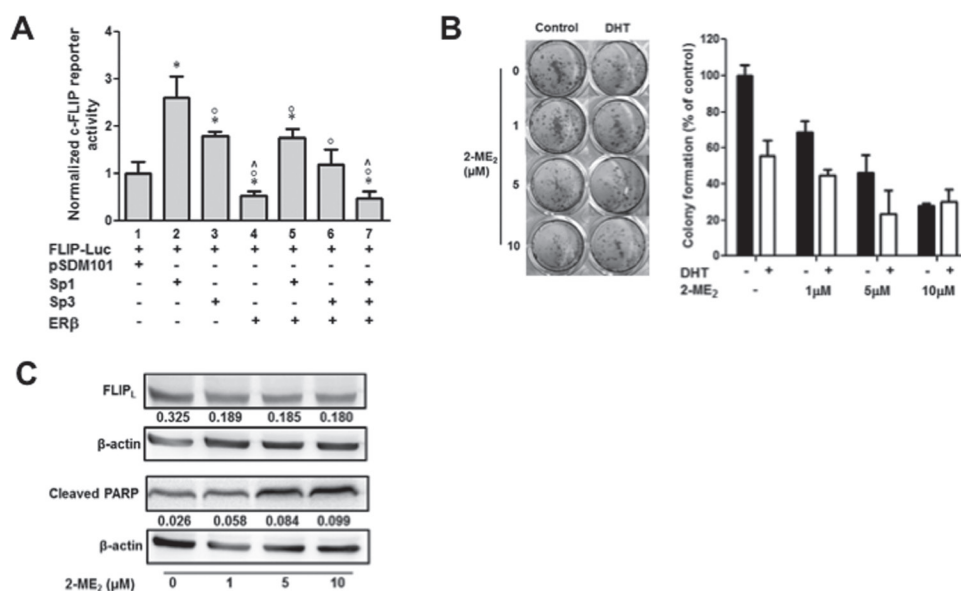 A
Normalized c-FLIP reporter
activity
4
3
2
1
0
*
○
*
^
○
*
○
*
○
^
○
*
1 2 3 4 5 6 7
FLIP-Luc + + + + + + +
pSDM101 + - - - - - -
Sp1 - + - - + - +
Sp3 - - + - - + +
ERβ - - - + + + +
B
Control DHT
0
1
2-ME₂
(μM)
5
10
Colony formation (% of control)
120
100
80
60
40
20
0
DHT - + - + - + - +
2-ME₂ - 1μM 5μM 10μM
C
FLIP_L
0.325 0.189 0.185 0.180
β-actin
Cleaved PARP
0.026 0.058 0.084 0.099
β-actin
2-ME₂ (μM) 0 1 5 10